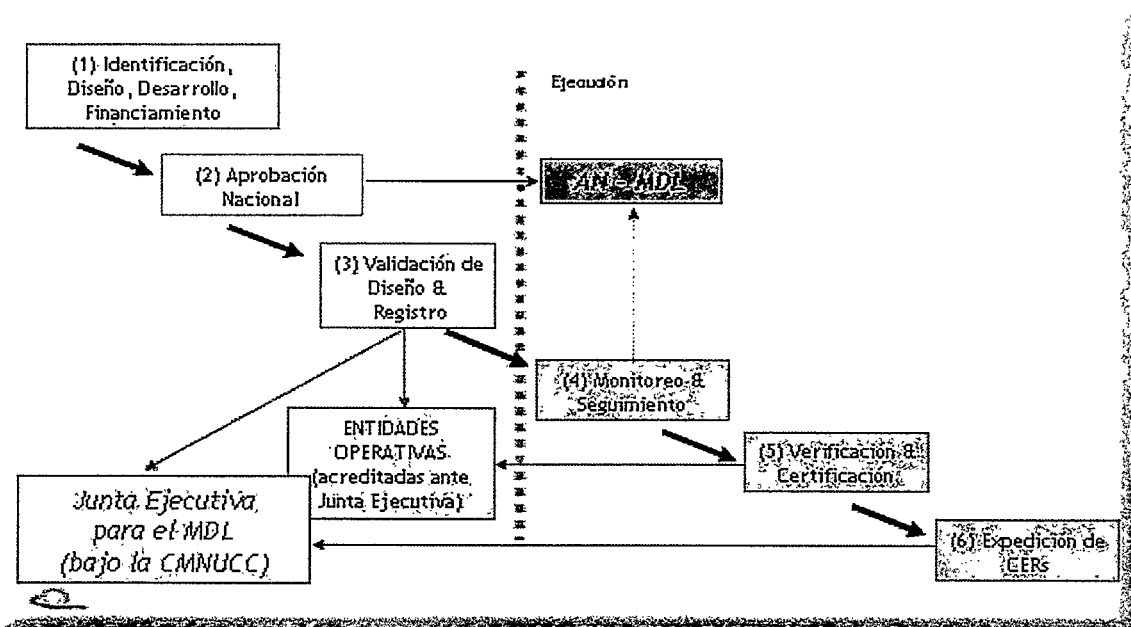 (1) Identificación,
Diseño, Desarrollo,
Financiamiento
Ejecución
(2) Aprobación
Nacional
AN - MDL
(3) Validación de
Diseño &
Registro
(4) Monitoreo &
Seguimiento
ENTIDADES
OPERATIVAS
(acreditadas ante
Junta Ejecutiva)
(5) Verificación &
Certificación
Junta Ejecutiva
para el MDL
(bajo la CMNUCC)
(6) Expedición de
CERs